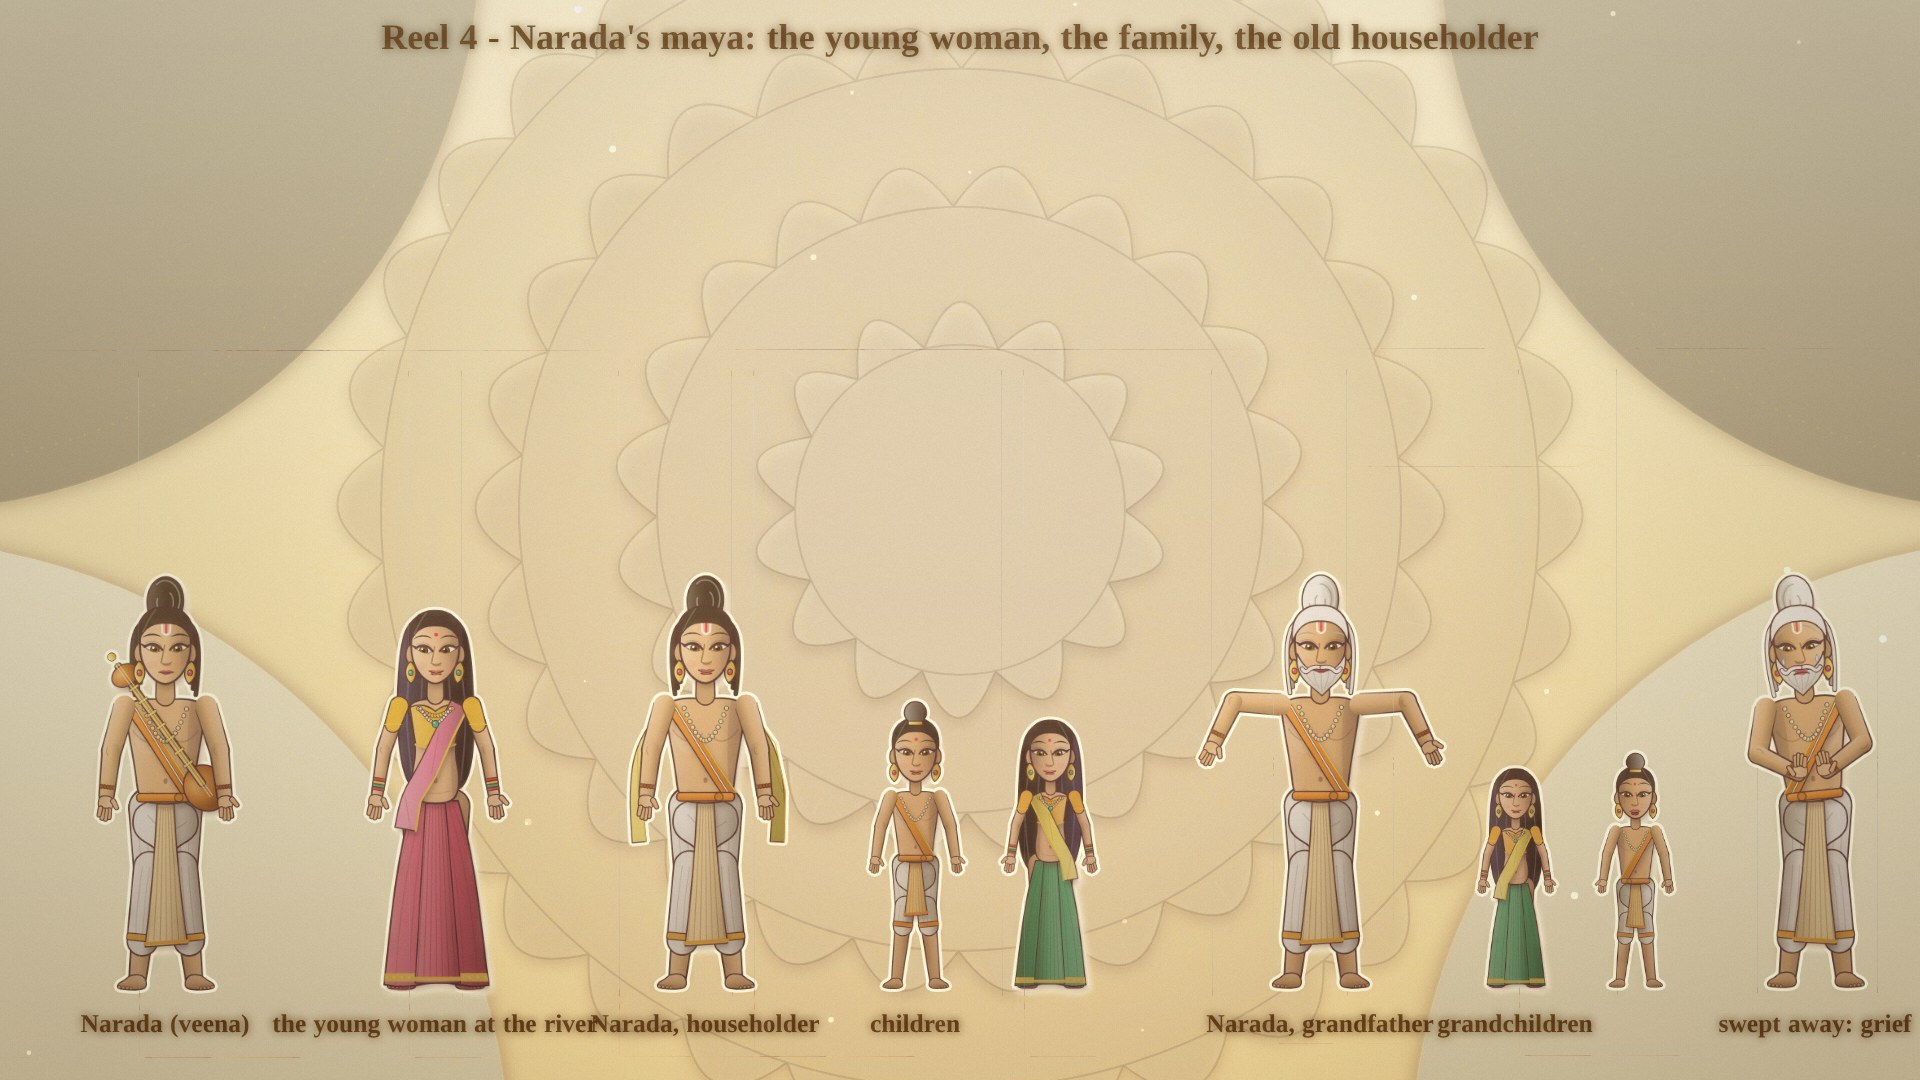 Reel 4 - Narada's maya: the young woman, the family, the old householder
Narada (veena)
the young woman at the river
Narada, householder
children
Narada, grandfather
grandchildren
swept away: grief